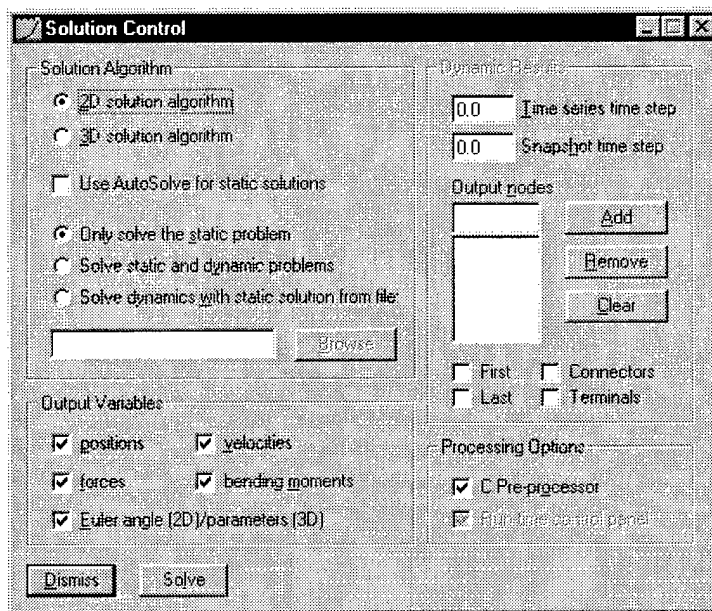 Solution Control
Solution Algorithm
2D solution algorithm
3D solution algorithm
Use AutoSolve for static solutions
Only solve the static problem
Solve static and dynamic problems
Solve dynamics with static solution from file:
Browse
Output Variables
positions
velocities
forces
bending moments
Euler angle (2D)/parameters (3D)
Dismiss
Solve
Dynamic Results
0.0 Time series time step
0.0 Snapshot time step
Output nodes
Add
Remove
Clear
First
Connectors
Last
Terminals
Processing Options
C Pre-processor
Run-time control panel